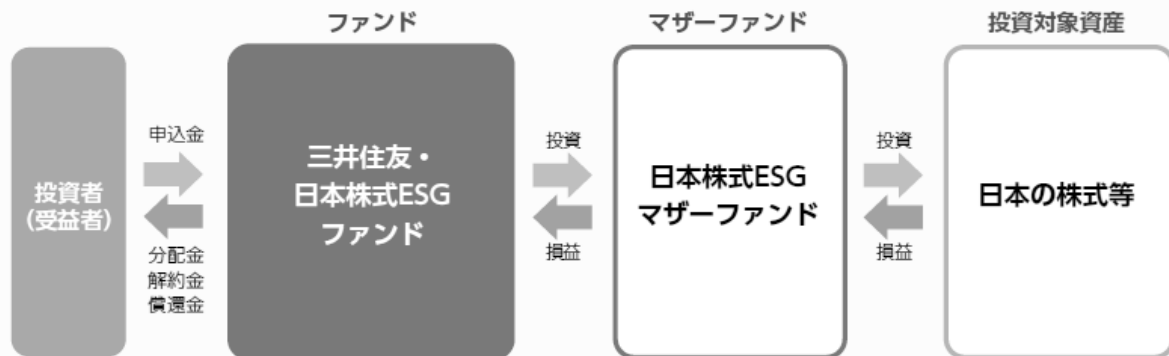 ファンド
マザーファンド
投資対象資産
投資者
(受益者)
申込金
分配金
解約金
償還金
三井住友・
日本株式ESG
ファンド
投資
損益
日本株式ESG
マザーファンド
投資
損益
日本の株式等